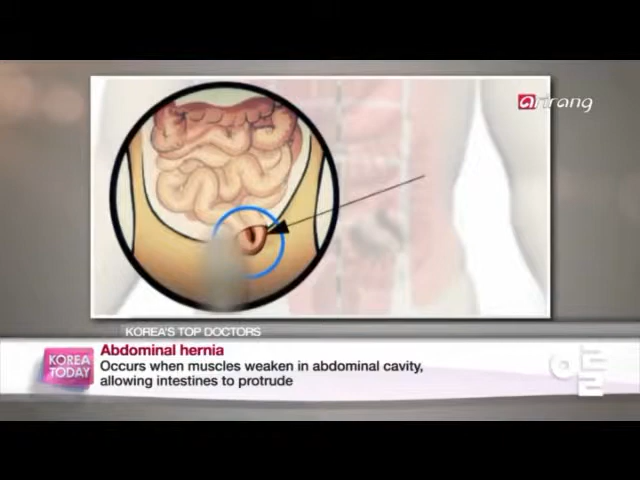 arirang
KOREA'S TOP DOCTORS
KOREA
TODAY
Abdominal hernia
Occurs when muscles weaken in abdominal cavity,
allowing intestines to protrude